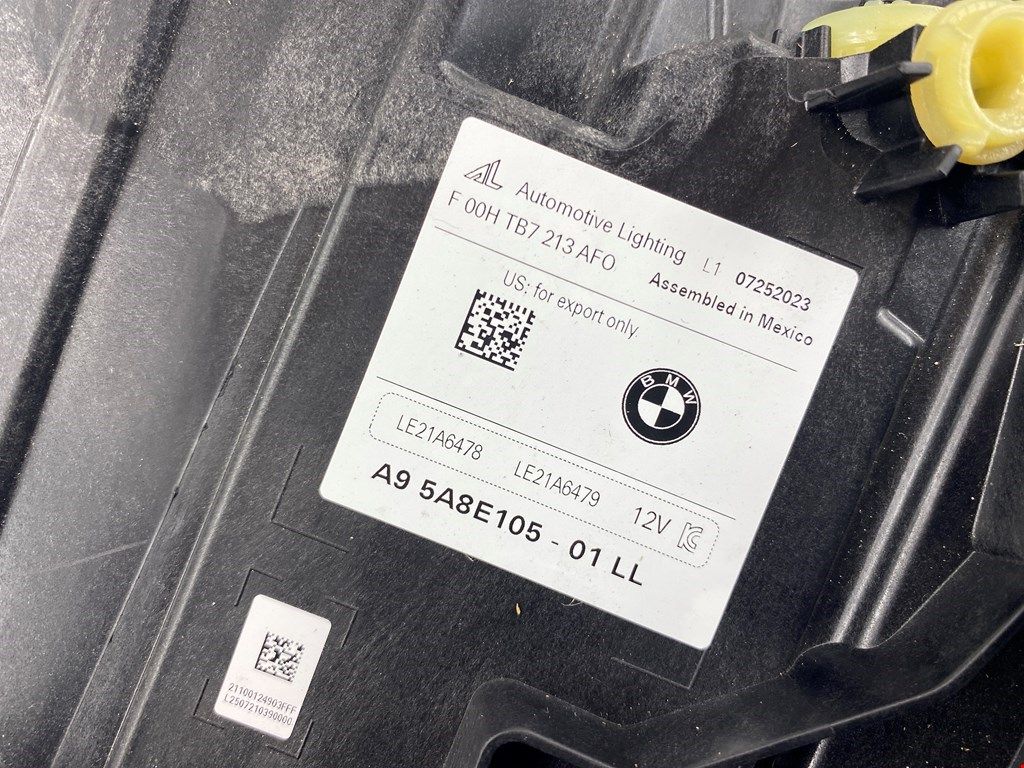 AL Automotive Lighting L1 07252023
F 00H TB7 213 AFO Assembled in Mexico
US: for export only
BMW
LE21A6478 LE21A6479 12V
A9 5A8E105 - 01 LL
21100124903FFF
L2507210390000